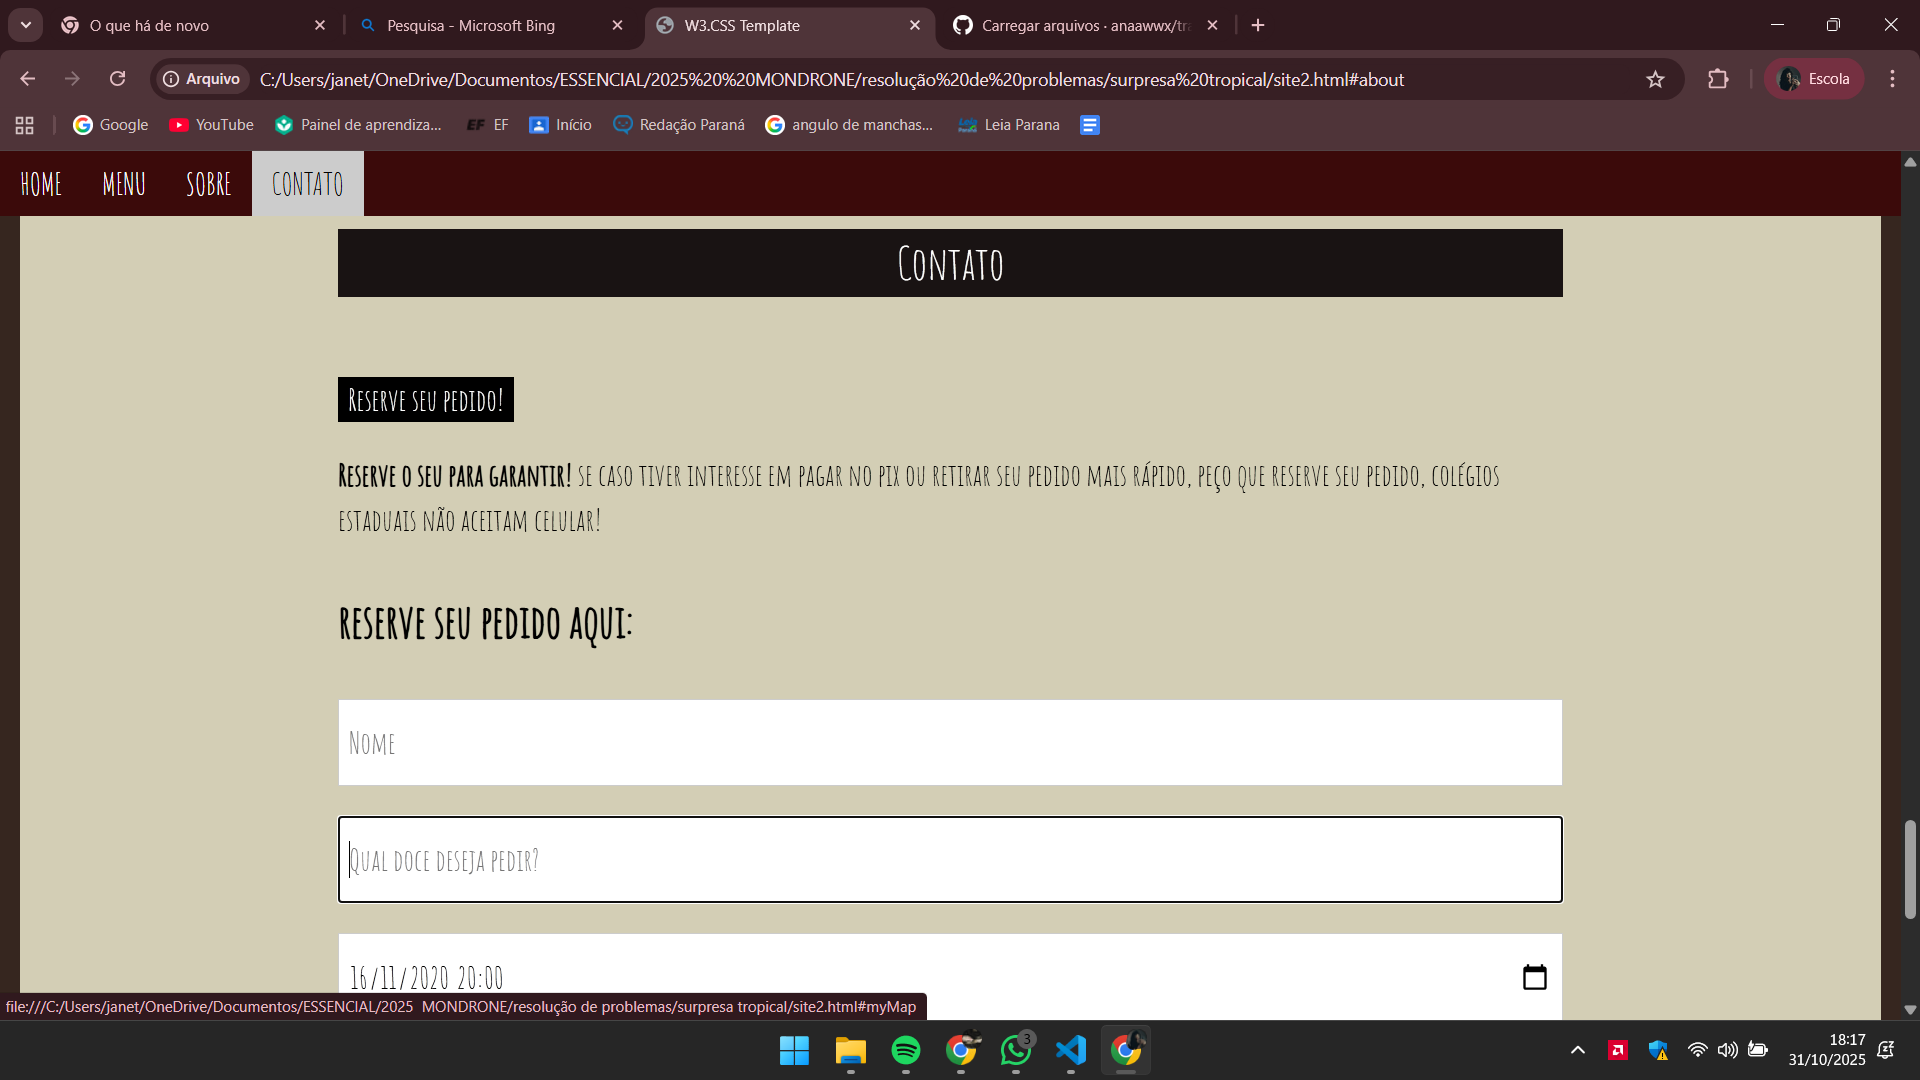 O que há de novo
Pesquisa - Microsoft Bing
W3.CSS Template
Carregar arquivos · anaawwx/tra
Arquivo
C:/Users/janet/OneDrive/Documentos/ESSENCIAL/2025%20%20MONDRONE/resolução%20de%20problemas/surpresa%20tropical/site2.html#about
Escola
Google
YouTube
Painel de aprendiza...
EF EF
Início
Redação Paraná
angulo de manchas...
Leia Parana
HOME MENU SOBRE CONTATO
Contato
Reserve seu pedido!
Reserve o seu para garantir! se caso tiver interesse em pagar no pix ou retirar seu pedido mais rápido, peço que reserve seu pedido, colégios
estaduais não aceitam celular!
reserve seu pedido aqui:
Nome
Qual doce deseja pedir?
16/11/2020 20:00
file:///C:/Users/janet/OneDrive/Documentos/ESSENCIAL/2025  MONDRONE/resolução de problemas/surpresa tropical/site2.html#myMap
3
18:17
31/10/2025